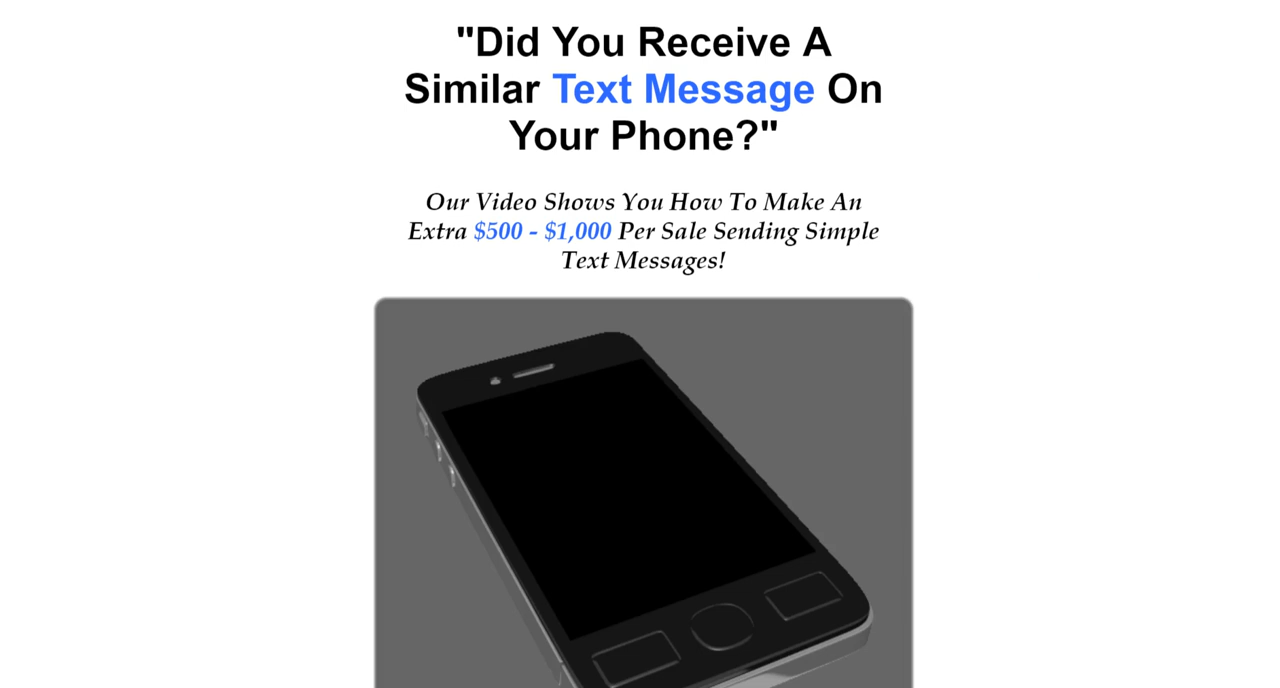 "Did You Receive A
Similar Text Message On
Your Phone?"
Our Video Shows You How To Make An
Extra $500 - $1,000 Per Sale Sending Simple
Text Messages!